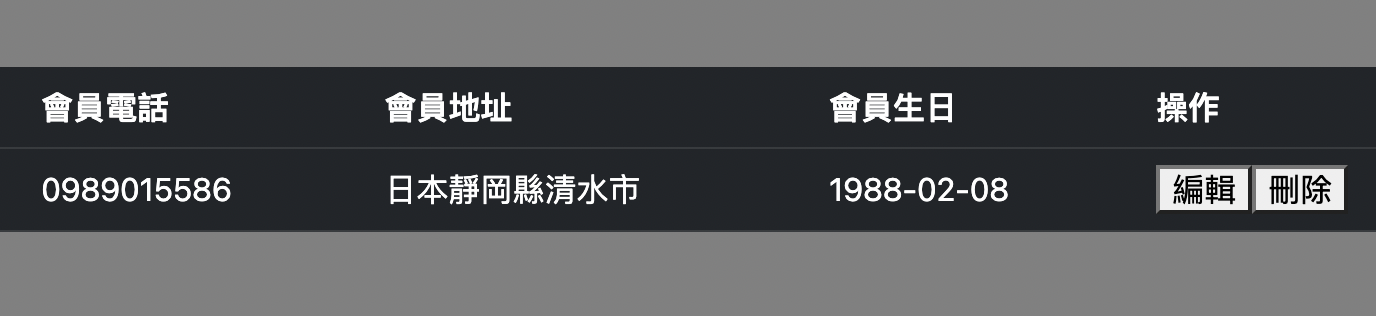 會員電話 會員地址 會員生日 操作
0989015586 日本靜岡縣清水市 1988-02-08 編輯 刪除